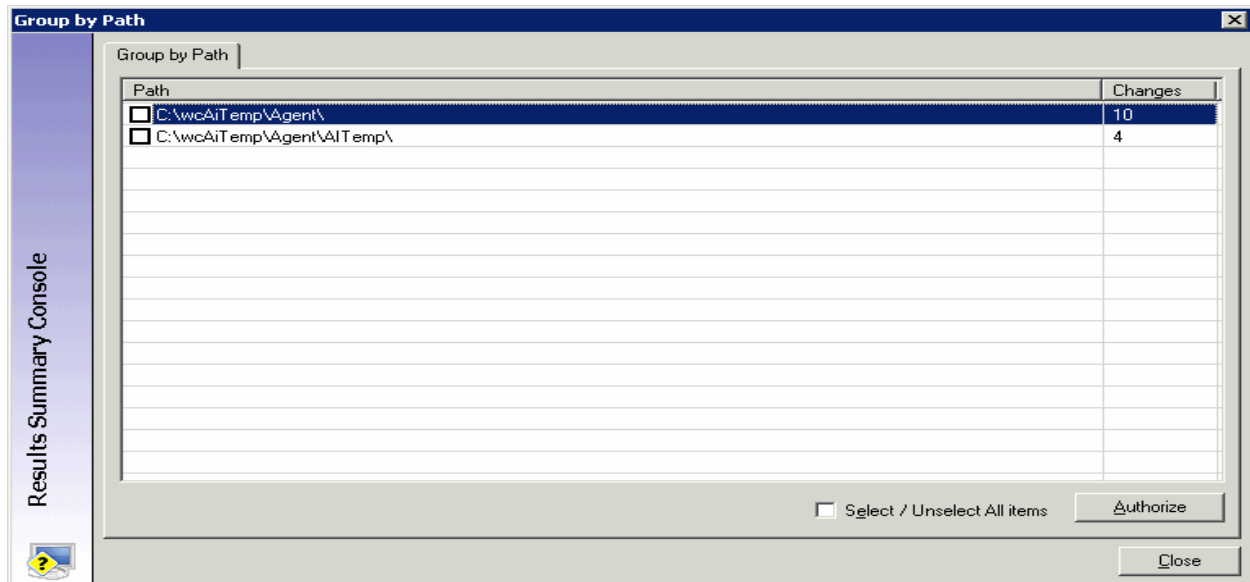 Group by Path
Group by Path
Path Changes
C:\wcAiTemp\Agent\ 10
C:\wcAiTemp\Agent\AITemp\ 4
Results Summary Console
Select / Unselect All items Authorize
Close